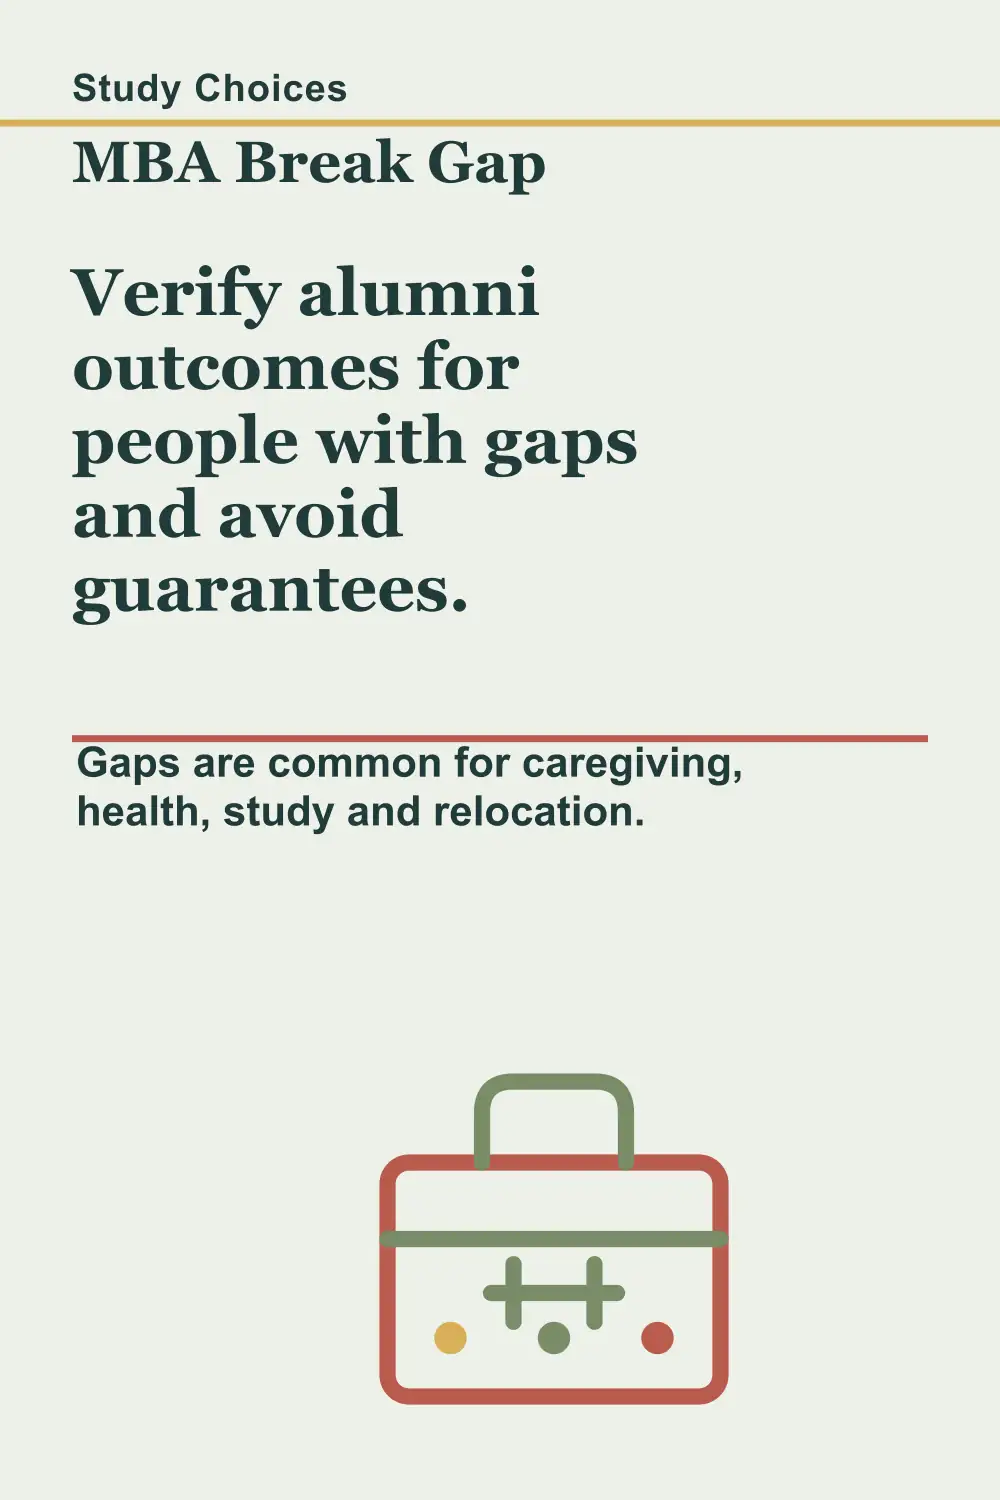 Study Choices
MBA Break Gap
Verify alumni
outcomes for
people with gaps
and avoid
guarantees.
Gaps are common for caregiving,
health, study and relocation.